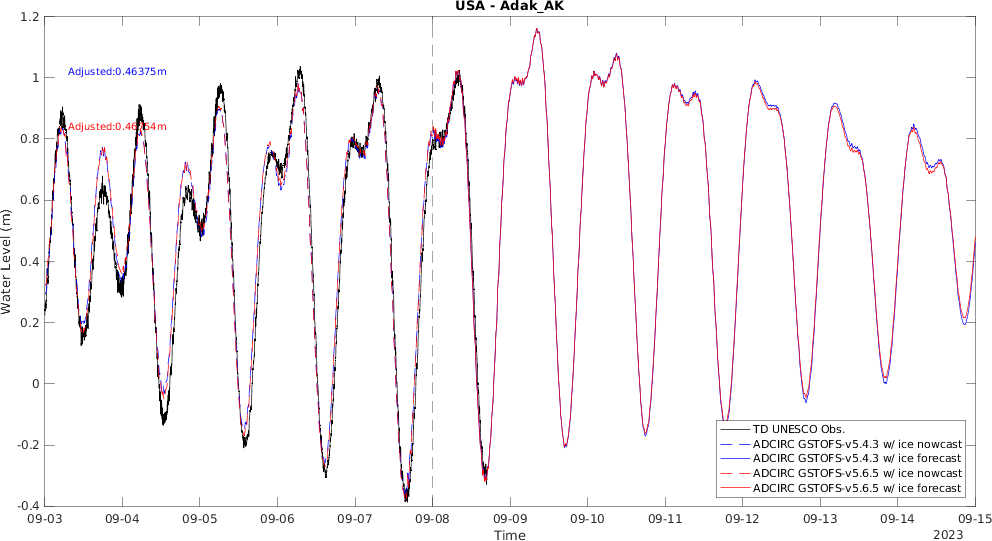 USA - Adak_AK
1.2
1
0.8
0.6
0.4
0.2
0
-0.2
-0.4
Water Level (m)
Adjusted:0.46375m
TD UNESCO Obs.
ADCIRC GSTOFS-v5.4.3 w/ ice nowcast
ADCIRC GSTOFS-v5.4.3 w/ ice forecast
ADCIRC GSTOFS-v5.6.5 w/ ice nowcast
ADCIRC GSTOFS-v5.6.5 w/ ice forecast
09-03 09-04 09-05 09-06 09-07 09-08 09-09 09-10 09-11 09-12 09-13 09-14 09-15
Time
2023